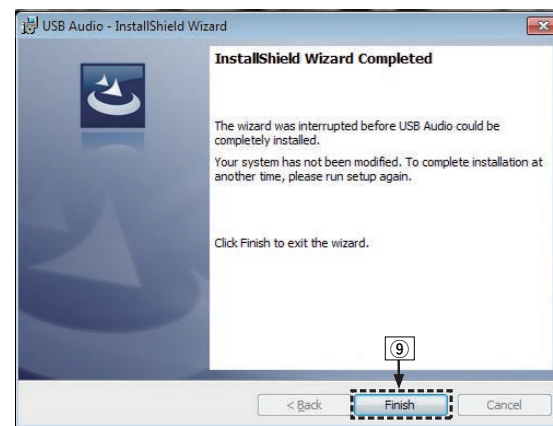 USB Audio - InstallShield Wizard
InstallShield Wizard Completed
The wizard was interrupted before USB Audio could be
completely installed.
Your system has not been modified. To complete installation at
another time, please run setup again.
Click Finish to exit the wizard.
⑨
< Back Finish Cancel